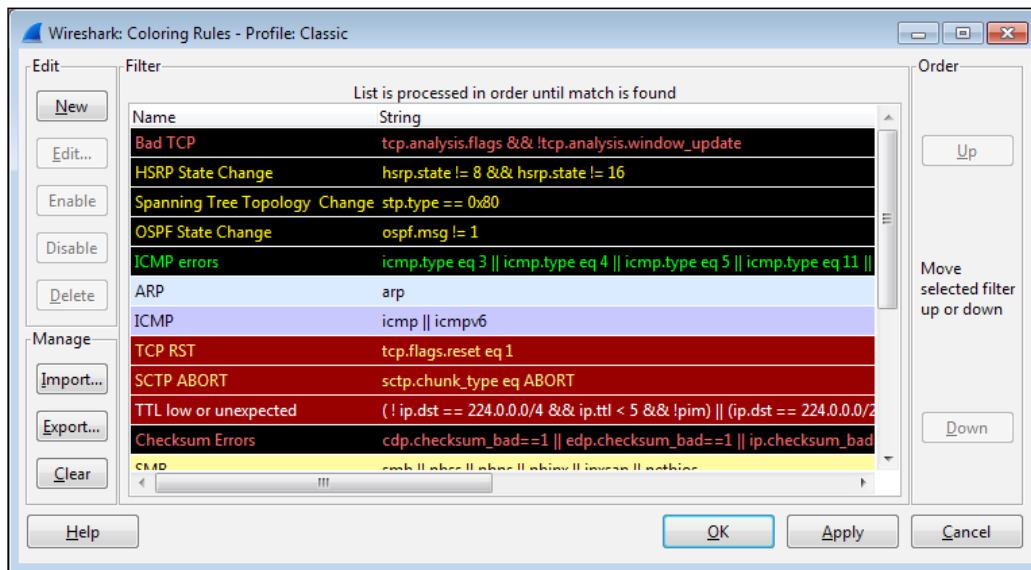 Wireshark: Coloring Rules - Profile: Classic
Edit
New
Edit...
Enable
Disable
Delete
Manage
Import...
Export...
Clear
Filter
List is processed in order until match is found
Name String
Bad TCP tcp.analysis.flags && !tcp.analysis.window_update
HSRP State Change hsrp.state != 8 && hsrp.state != 16
Spanning Tree Topology Change stp.type == 0x80
OSPF State Change ospf.msg != 1
ICMP errors icmp.type eq 3 || icmp.type eq 4 || icmp.type eq 5 || icmp.type eq 11 ||
ARP arp
ICMP icmp || icmpv6
TCP RST tcp.flags.reset eq 1
SCTP ABORT sctp.chunk_type eq ABORT
TTL low or unexpected ( ! ip.dst == 224.0.0.0/4 && ip.ttl < 5 && !pim) || (ip.dst == 224.0.0.0/2
Checksum Errors cdp.checksum_bad==1 || edp.checksum_bad==1 || ip.checksum_bad
SMB smb || nbss || nbns || nbipx || ipxsap || netbios
Order
Up
Move
selected filter
up or down
Down
Help
OK
Apply
Cancel